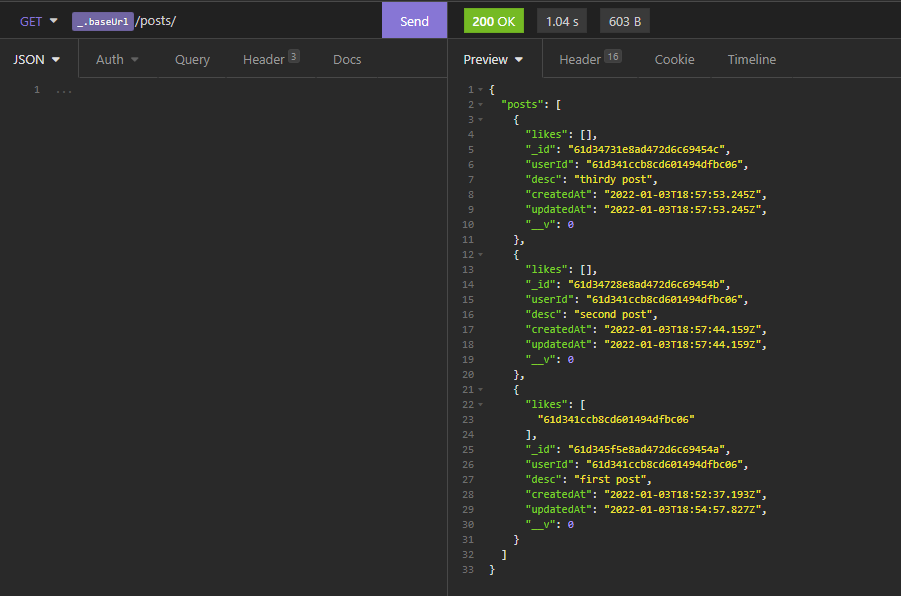 GET _.baseUrl /posts/ Send 200 OK 1.04 s 603 B
JSON Auth Query Header 3 Docs Preview Header 16 Cookie Timeline
1 ...
1 {
2 "posts": [
3 {
4 "likes": [],
5 "_id": "61d34731e8ad472d6c69454c",
6 "userId": "61d341ccb8cd601494dfbc06",
7 "desc": "thirdy post",
8 "createdAt": "2022-01-03T18:57:53.245Z",
9 "updatedAt": "2022-01-03T18:57:53.245Z",
10 "__v": 0
11 },
12 {
13 "likes": [],
14 "_id": "61d34728e8ad472d6c69454b",
15 "userId": "61d341ccb8cd601494dfbc06",
16 "desc": "second post",
17 "createdAt": "2022-01-03T18:57:44.159Z",
18 "updatedAt": "2022-01-03T18:57:44.159Z",
19 "__v": 0
20 },
21 {
22 "likes": [
23 "61d341ccb8cd601494dfbc06"
24 ],
25 "_id": "61d345f5e8ad472d6c69454a",
26 "userId": "61d341ccb8cd601494dfbc06",
27 "desc": "first post",
28 "createdAt": "2022-01-03T18:52:37.193Z",
29 "updatedAt": "2022-01-03T18:54:57.827Z",
30 "__v": 0
31 }
32 ]
33 }